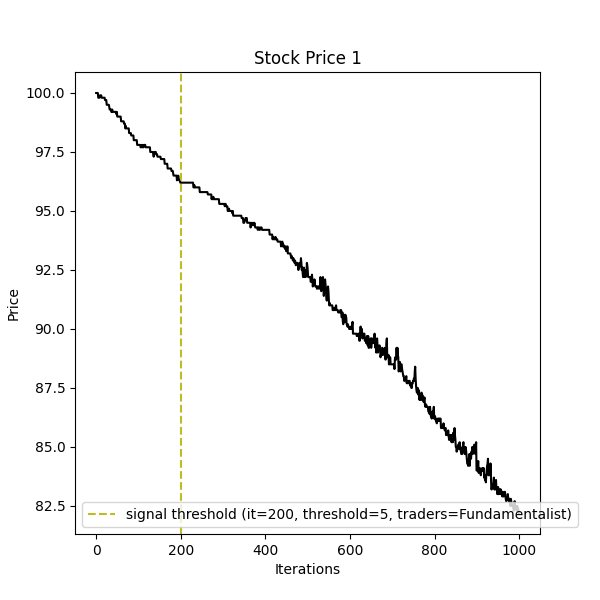 Stock Price 1
Price
100.0
97.5
95.0
92.5
90.0
87.5
85.0
82.5
signal threshold (it=200, threshold=5, traders=Fundamentalist)
0 200 400 600 800 1000
Iterations